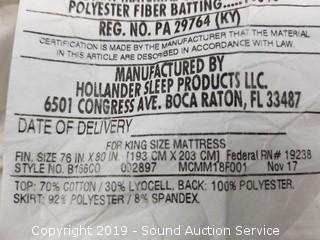 POLYESTER FIBER BATTING.....
REG. NO. PA 29764 (KY)
CERTIFICATION IS MADE BY THE MANUFACTURER THAT THE MATERIAL
IN THIS ARTICLE ARE DESCRIBED IN ACCORDANCE WITH LAW.
MANUFACTURED BY
HOLLANDER SLEEP PRODUCTS LLC.
6501 CONGRESS AVE. BOCA RATON, FL 33487
DATE OF DELIVERY
FOR KING SIZE MATTRESS
FIN. SIZE 76 IN X 80 IN. (193 CM X 203 CM) Federal RN# 19238
STYLE NO. B166CO 002897 MCMM18F001 Nov 17
TOP: 70% COTTON / 30% LYOCELL, BACK: 100% POLYESTER.
SKIRT: 92% POLYESTER / 8% SPANDEX.
Copyright 2019 - Sound Auction Service